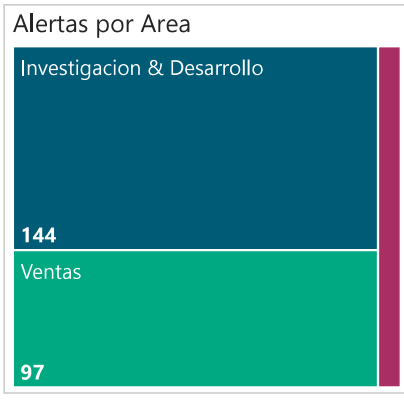 Alertas por Area
Investigacion & Desarrollo
144
Ventas
97